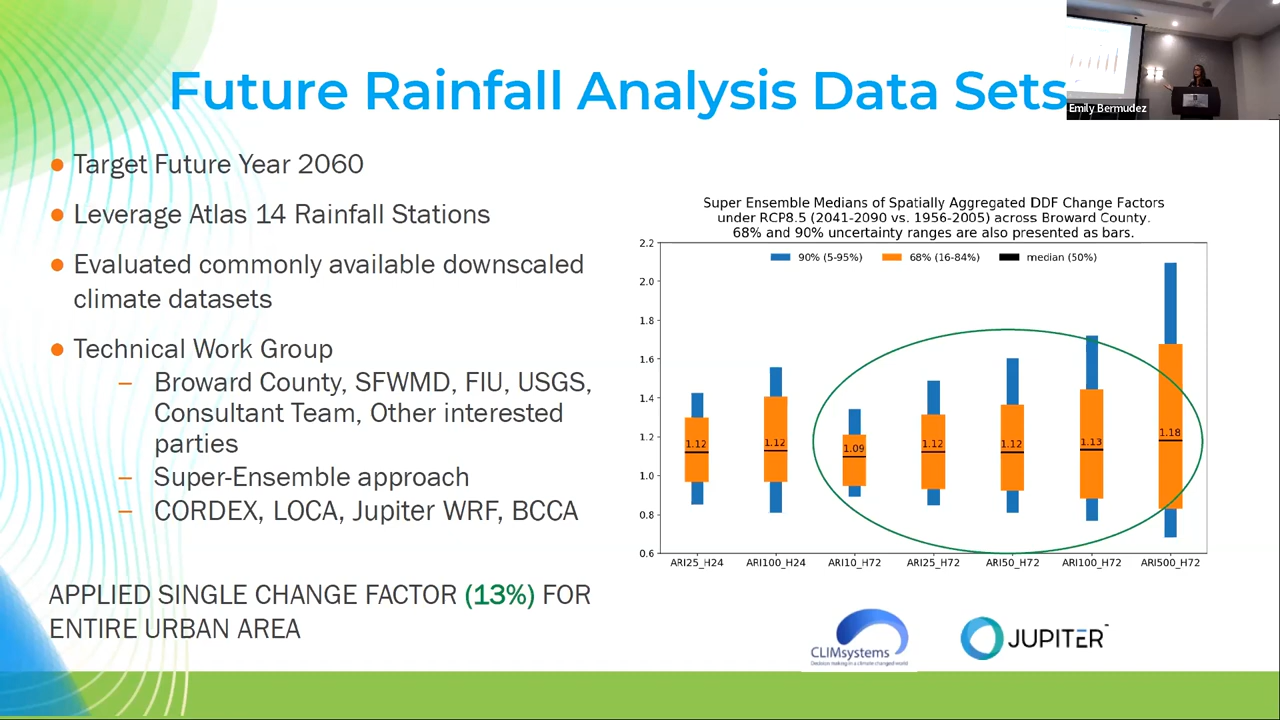 Future Rainfall Analysis Data Sets
Emily Bermudez
● Target Future Year 2060
● Leverage Atlas 14 Rainfall Stations
● Evaluated commonly available downscaled
climate datasets
● Technical Work Group
– Broward County, SFWMD, FIU, USGS,
Consultant Team, Other interested
parties
– Super-Ensemble approach
– CORDEX, LOCA, Jupiter WRF, BCCA
APPLIED SINGLE CHANGE FACTOR (13%) FOR
ENTIRE URBAN AREA
Super Ensemble Medians of Spatially Aggregated DDF Change Factors
under RCP8.5 (2041-2090 vs. 1956-2005) across Broward County.
68% and 90% uncertainty ranges are also presented as bars.
90% (5-95%) 68% (16-84%) median (50%)
2.2
2.0
1.8
1.6
1.4
1.2
1.0
0.8
0.6
1.12 1.12 1.09 1.12 1.12 1.13 1.18
ARI25_H24 ARI100_H24 ARI10_H72 ARI25_H72 ARI50_H72 ARI100_H72 ARI500_H72
CLIMsystems
Decision making in a climate changed world
JUPITER